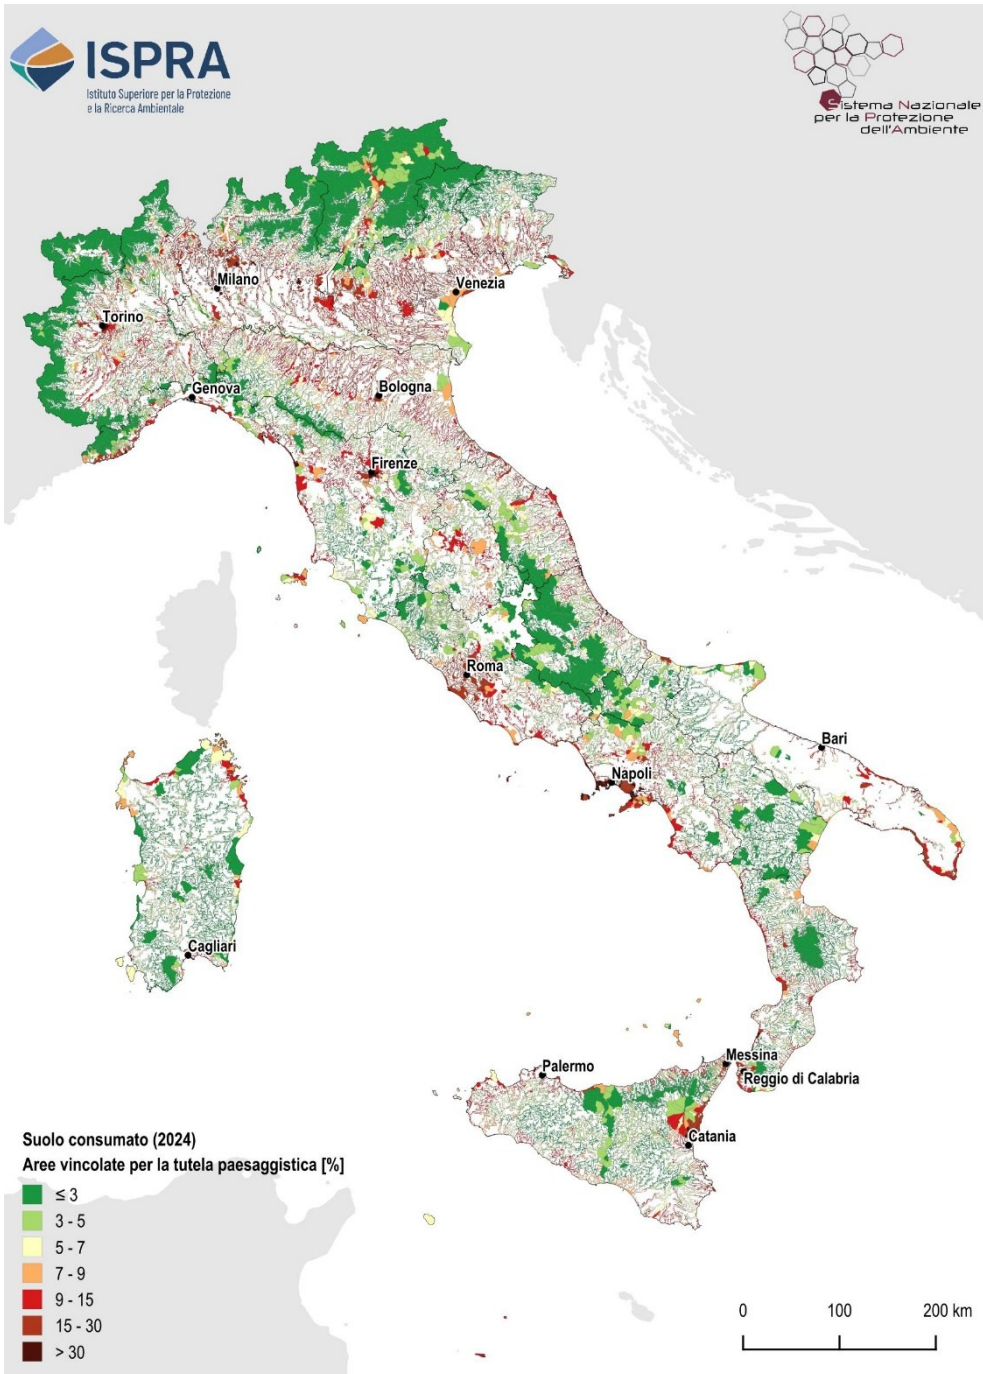 ISPRA
Istituto Superiore per la Protezione
e la Ricerca Ambientale
Sistema Nazionale
per la Protezione
dell'Ambiente
Milano
Venezia
Torino
Genova
Bologna
Firenze
Roma
Bari
Napoli
Cagliari
Messina
Palermo
Reggio di Calabria
Catania
Suolo consumato (2024)
Aree vincolate per la tutela paesaggistica [%]
≤ 3
3 - 5
5 - 7
7 - 9
9 - 15
15 - 30
> 30
0 100 200 km